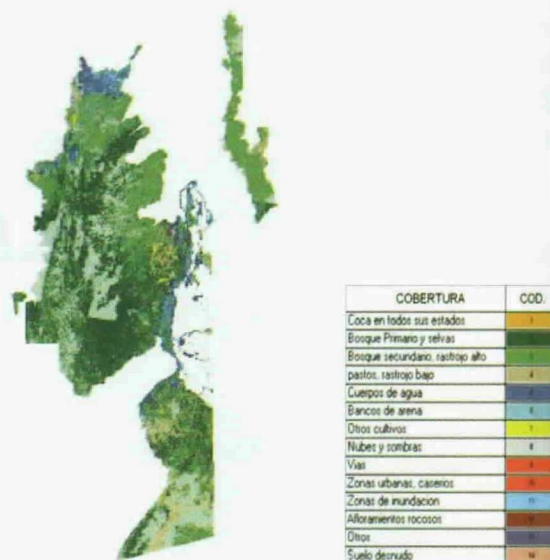 COBERTURA COD.
Coca en todos sus estados
Bosque Primario y selvas
Bosque secundario, rastrojo alto
pastos, rastrojo bajo
Cuerpos de agua
Bancos de arena
Otros cultivos
Nubes y sombras
Vias
Zonas urbanas, caserios
Zonas de inundacion
Afloramientos rocosos
Otros
Suelo desnudo